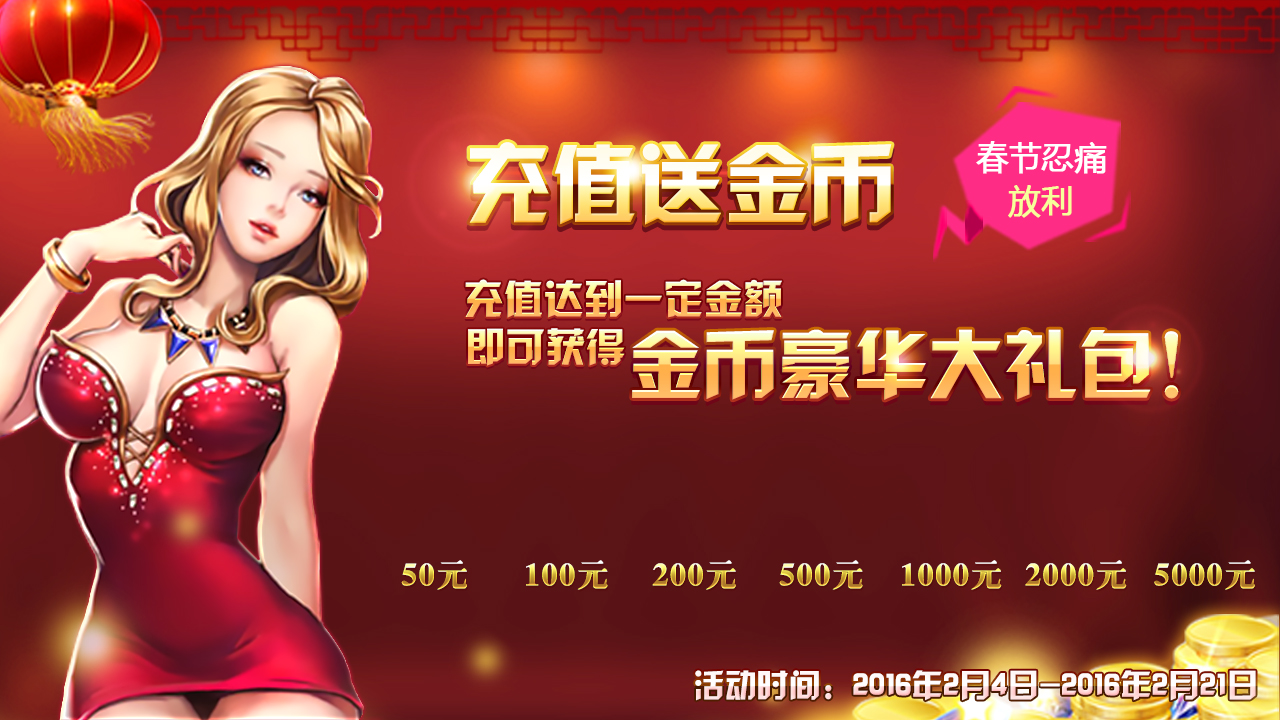 充值送金币
春节忍痛
放利
充值达到一定金额
即可获得金币豪华大礼包!
50元 100元 200元 500元 1000元 2000元 5000元
活动时间：2016年2月4日-2016年2月21日